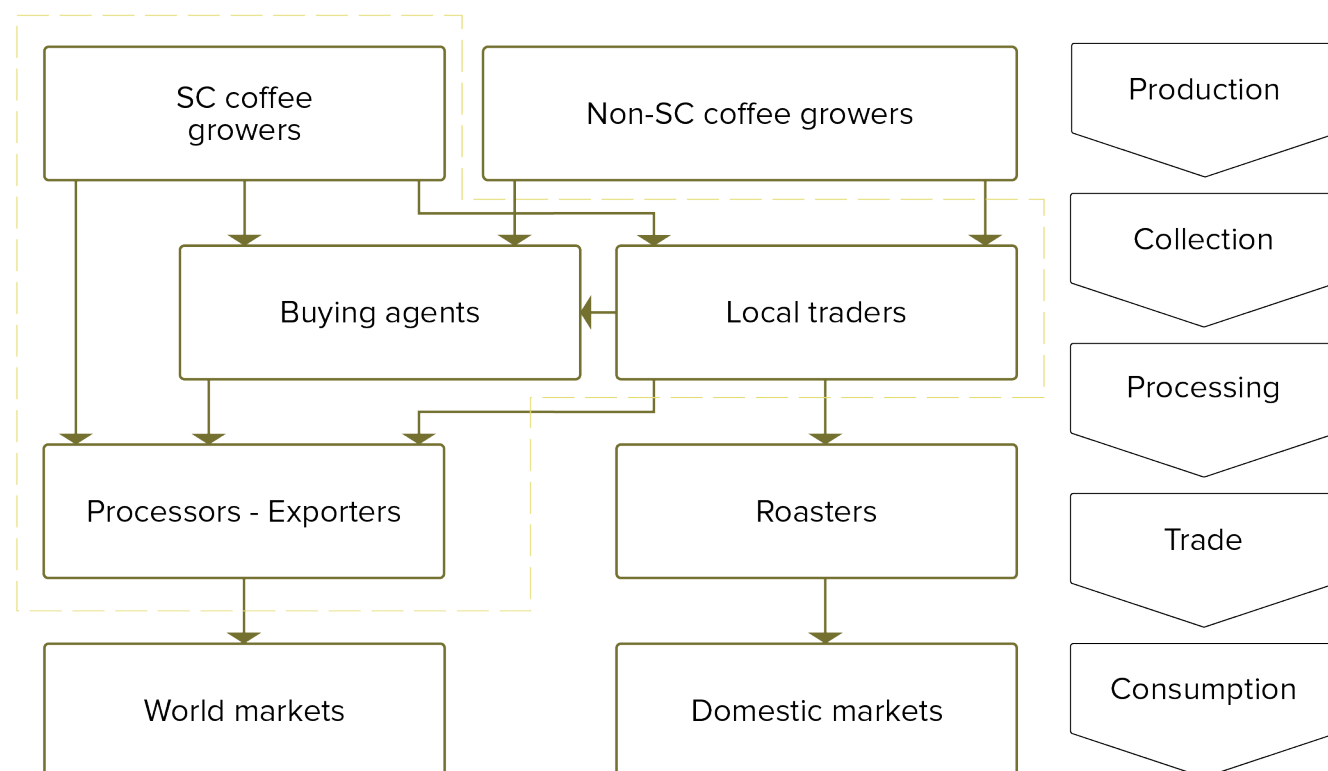 SC coffee
growers
Non-SC coffee growers
Production
Collection
Buying agents
Local traders
Processing
Processors - Exporters
Roasters
Trade
World markets
Domestic markets
Consumption